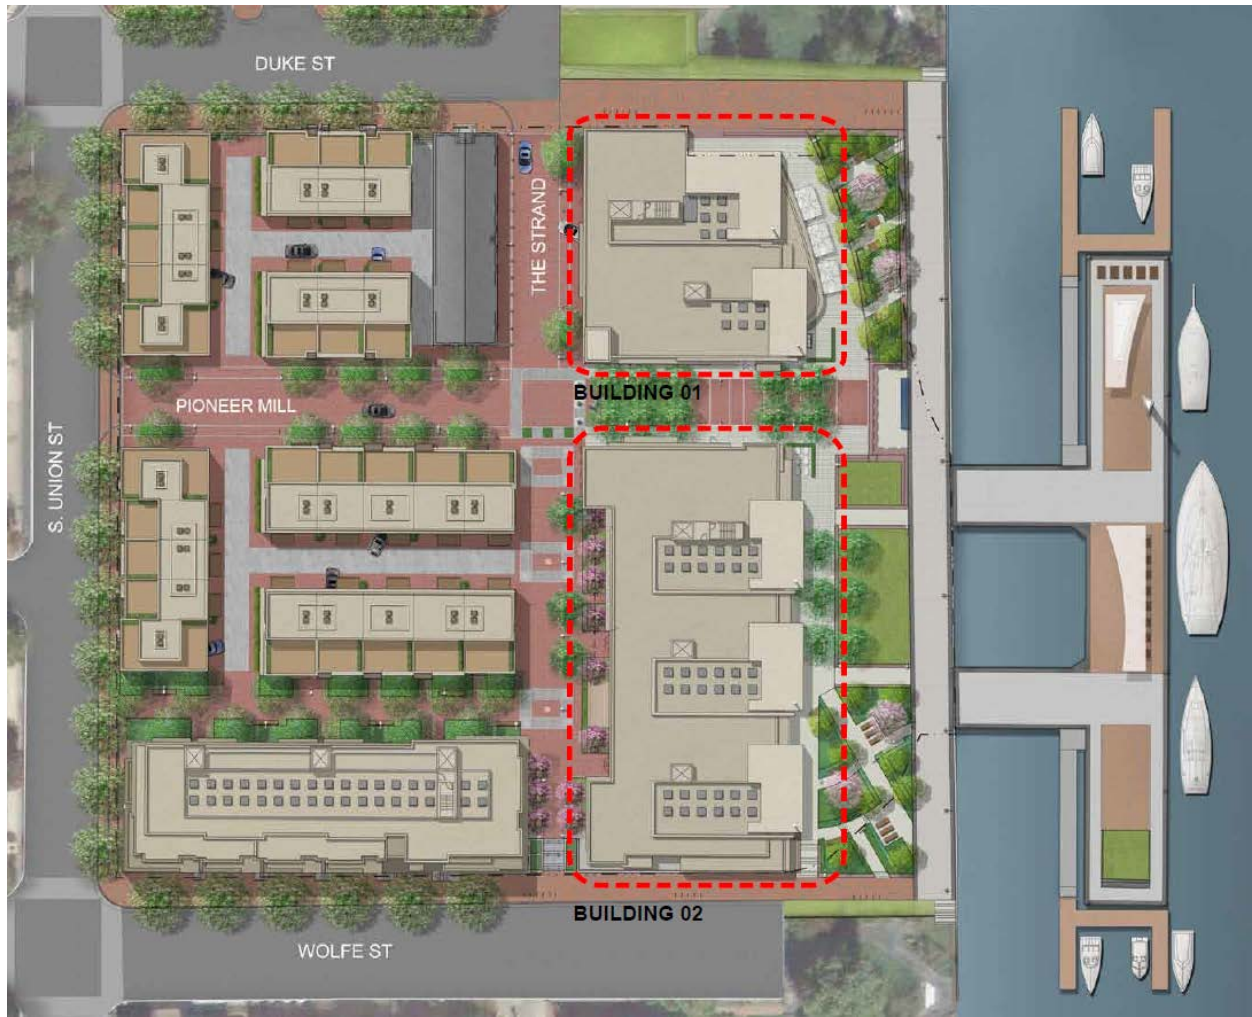 DUKE ST
THE STRAND
BUILDING 01
PIONEER MILL
S. UNION ST
BUILDING 02
WOLFE ST